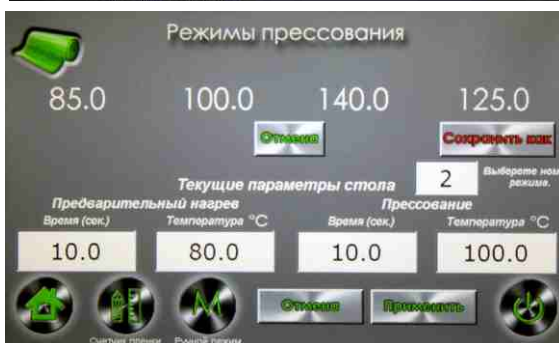 Режимы прессования
85.0 100.0 140.0 125.0
Отмена Сохранить как
Текущие параметры стола 2 Выберете ном режима.
Предварительный нагрев Прессование
Время (сек.) Температура °C Время (сек.) Температура °C
10.0 80.0 10.0 100.0
Отмена Применить
Счетчик пленки Ручной режим